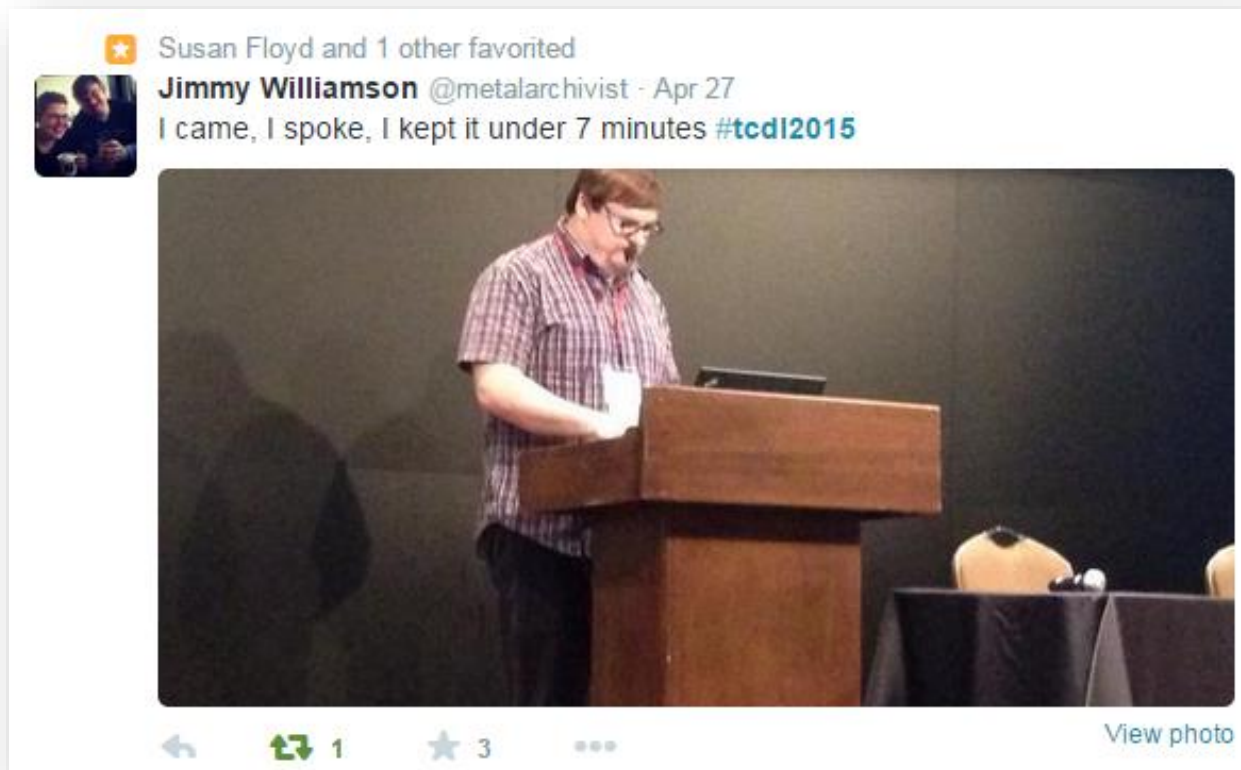 Susan Floyd and 1 other favorited
Jimmy Williamson @metalarchivist · Apr 27
I came, I spoke, I kept it under 7 minutes #tcdl2015
1 3 View photo